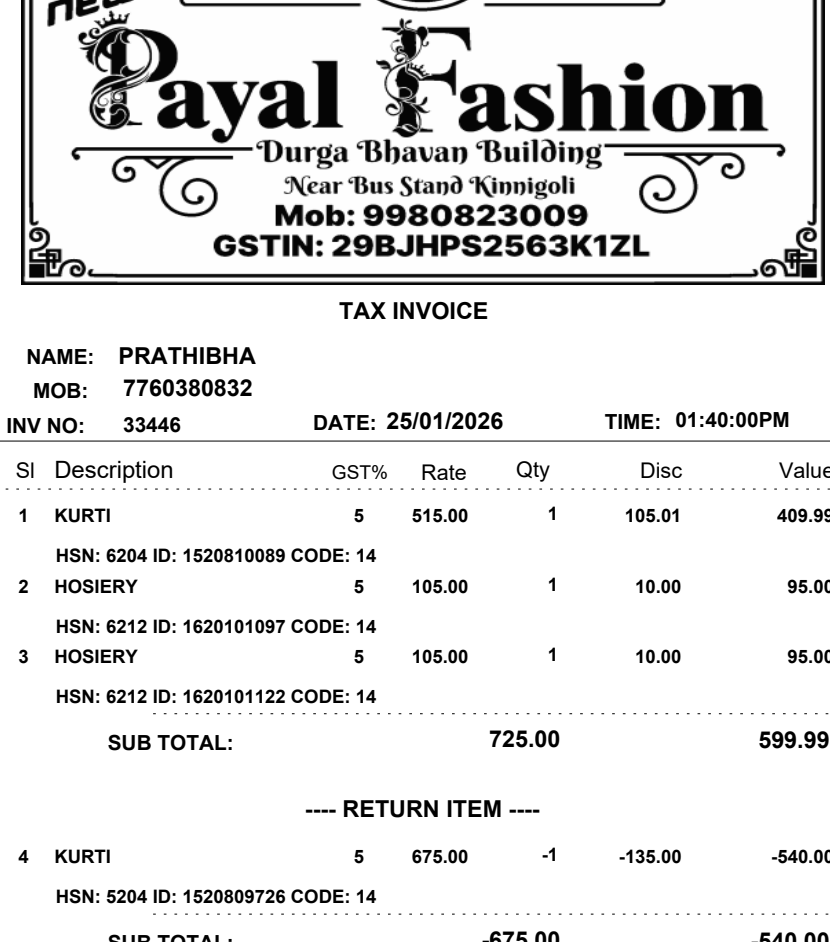 new
Payal Fashion
Durga Bhavan Building
Near Bus Stand Kinnigoli
Mob: 9980823009
GSTIN: 29BJHPS2563K1ZL
TAX INVOICE
NAME: PRATHIBHA
MOB: 7760380832
INV NO: 33446 DATE: 25/01/2026 TIME: 01:40:00PM
Sl Description GST% Rate Qty Disc Value
1 KURTI 5 515.00 1 105.01 409.99
HSN: 6204 ID: 1520810089 CODE: 14
2 HOSIERY 5 105.00 1 10.00 95.00
HSN: 6212 ID: 1620101097 CODE: 14
3 HOSIERY 5 105.00 1 10.00 95.00
HSN: 6212 ID: 1620101122 CODE: 14
SUB TOTAL: 725.00 599.99
---- RETURN ITEM ----
4 KURTI 5 675.00 -1 -135.00 -540.00
HSN: 5204 ID: 1520809726 CODE: 14
SUB TOTAL: -675.00 -540.00